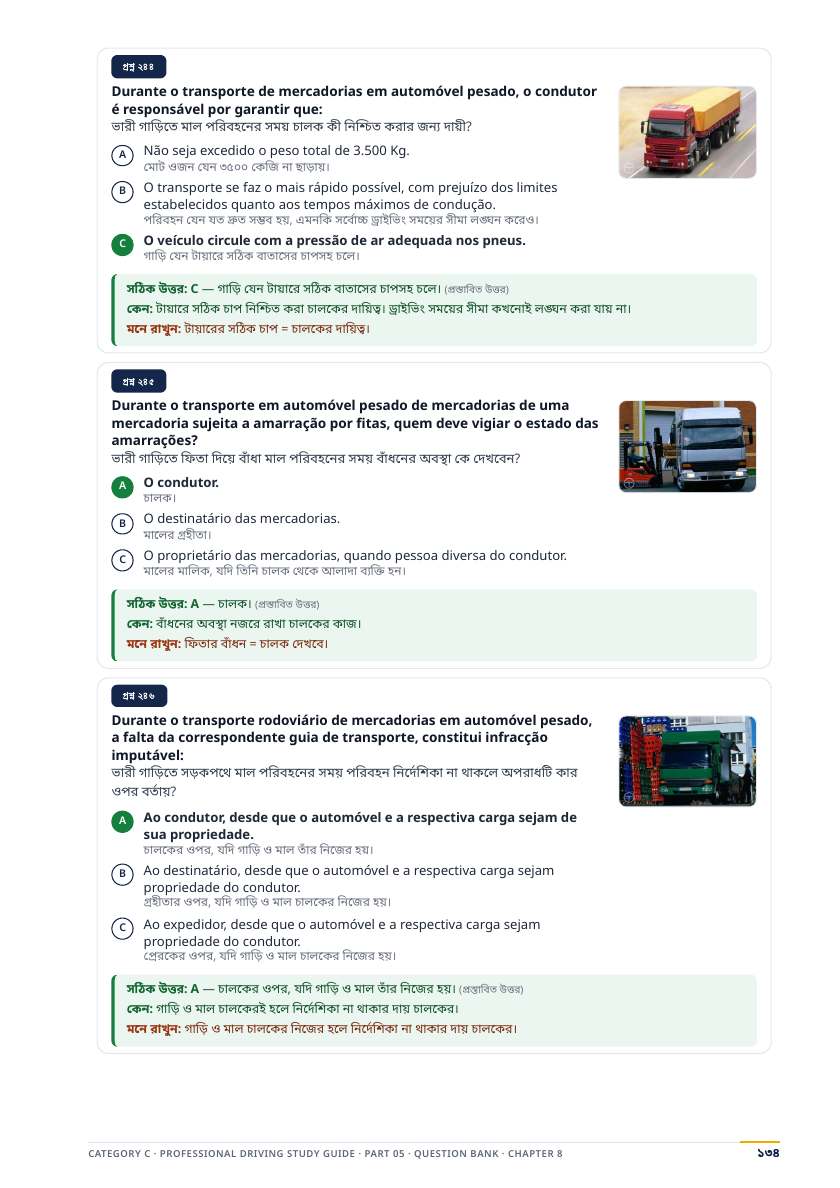 প্রশ্ন ২৪৪
Durante o transporte de mercadorias em automóvel pesado, o condutor
é responsável por garantir que:
ভারী গাড়িতে মাল পরিবহনের সময় চালক কী নিশ্চিত করার জন্য দায়ী?
A Não seja excedido o peso total de 3.500 Kg.
মোট ওজন যেন ৩৫০০ কেজি না ছাড়ায়।
B O transporte se faz o mais rápido possível, com prejuízo dos limites
estabelecidos quanto aos tempos máximos de condução.
পরিবহন যেন যত দ্রুত সম্ভব হয়, এমনকি সর্বোচ্চ ড্রাইভিং সময়ের সীমা লঙ্ঘন করেও।
C O veículo circule com a pressão de ar adequada nos pneus.
গাড়ি যেন টায়ারে সঠিক বাতাসের চাপসহ চলে।
সঠিক উত্তর: C — গাড়ি যেন টায়ারে সঠিক বাতাসের চাপসহ চলে। (প্রস্তাবিত উত্তর)
কেন: টায়ারে সঠিক চাপ নিশ্চিত করা চালকের দায়িত্ব। ড্রাইভিং সময়ের সীমা কখনোই লঙ্ঘন করা যায় না।
মনে রাখুন: টায়ারের সঠিক চাপ = চালকের দায়িত্ব।
প্রশ্ন ২৪৫
Durante o transporte em automóvel pesado de mercadorias de uma
mercadoria sujeita a amarração por fitas, quem deve vigiar o estado das
amarrações?
ভারী গাড়িতে ফিতা দিয়ে বাঁধা মাল পরিবহনের সময় বাঁধনের অবস্থা কে দেখবেন?
A O condutor.
চালক।
B O destinatário das mercadorias.
মালের গ্রহীতা।
C O proprietário das mercadorias, quando pessoa diversa do condutor.
মালের মালিক, যদি তিনি চালক থেকে আলাদা ব্যক্তি হন।
সঠিক উত্তর: A — চালক। (প্রস্তাবিত উত্তর)
কেন: বাঁধনের অবস্থা নজরে রাখা চালকের কাজ।
মনে রাখুন: ফিতার বাঁধন = চালক দেখবে।
প্রশ্ন ২৪৬
Durante o transporte rodoviário de mercadorias em automóvel pesado,
a falta da correspondente guia de transporte, constitui infracção
imputável:
ভারী গাড়িতে সড়কপথে মাল পরিবহনের সময় পরিবহন নির্দেশিকা না থাকলে অপরাধটি কার
ওপর বর্তায়?
A Ao condutor, desde que o automóvel e a respectiva carga sejam de
sua propriedade.
চালকের ওপর, যদি গাড়ি ও মাল তাঁর নিজের হয়।
B Ao destinatário, desde que o automóvel e a respectiva carga sejam
propriedade do condutor.
গ্রহীতার ওপর, যদি গাড়ি ও মাল চালকের নিজের হয়।
C Ao expedidor, desde que o automóvel e a respectiva carga sejam
propriedade do condutor.
প্রেরকের ওপর, যদি গাড়ি ও মাল চালকের নিজের হয়।
সঠিক উত্তর: A — চালকের ওপর, যদি গাড়ি ও মাল তাঁর নিজের হয়। (প্রস্তাবিত উত্তর)
কেন: গাড়ি ও মাল চালকেরই হলে নির্দেশিকা না থাকার দায় চালকের।
মনে রাখুন: গাড়ি ও মাল চালকের নিজের হলে নির্দেশিকা না থাকার দায় চালকের।
CATEGORY C · PROFESSIONAL DRIVING STUDY GUIDE · PART 05 · QUESTION BANK · CHAPTER 8
১৩৪